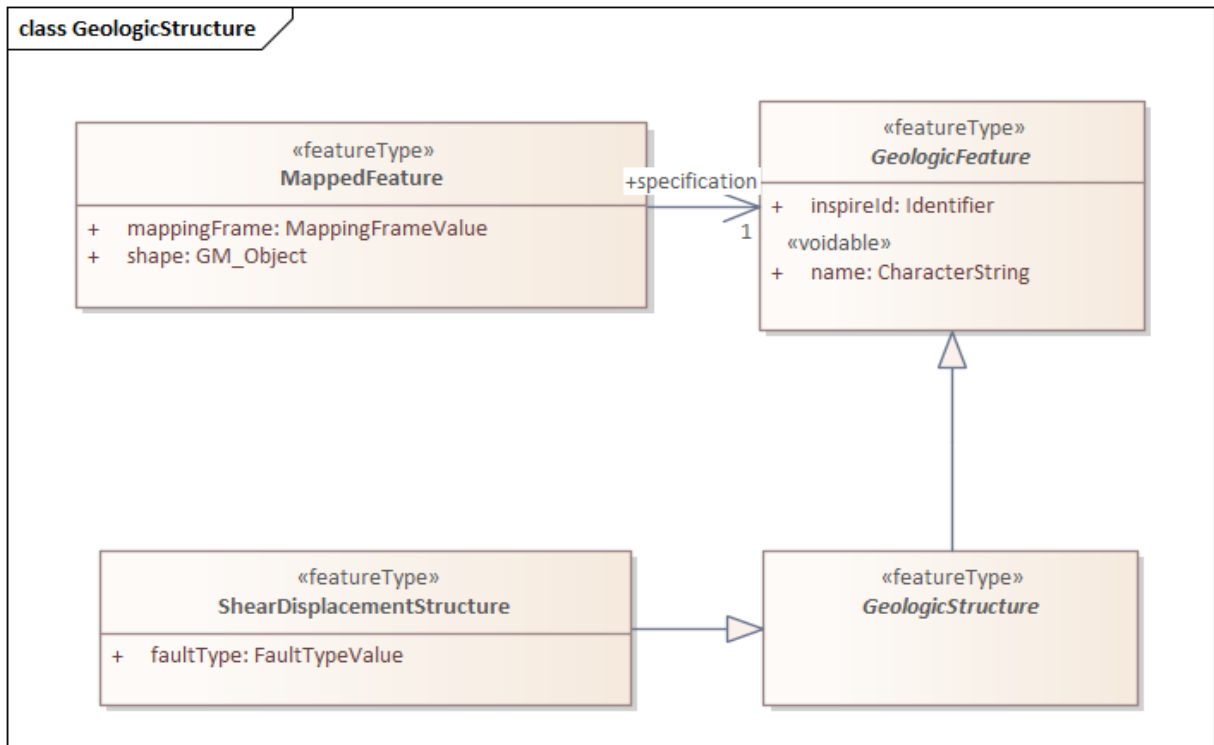 class GeologicStructure
«featureType»
MappedFeature
+ mappingFrame: MappingFrameValue
+ shape: GM_Object
+specification
1
«featureType»
GeologicFeature
+ inspireId: Identifier
«voidable»
+ name: CharacterString
«featureType»
ShearDisplacementStructure
+ faultType: FaultTypeValue
«featureType»
GeologicStructure